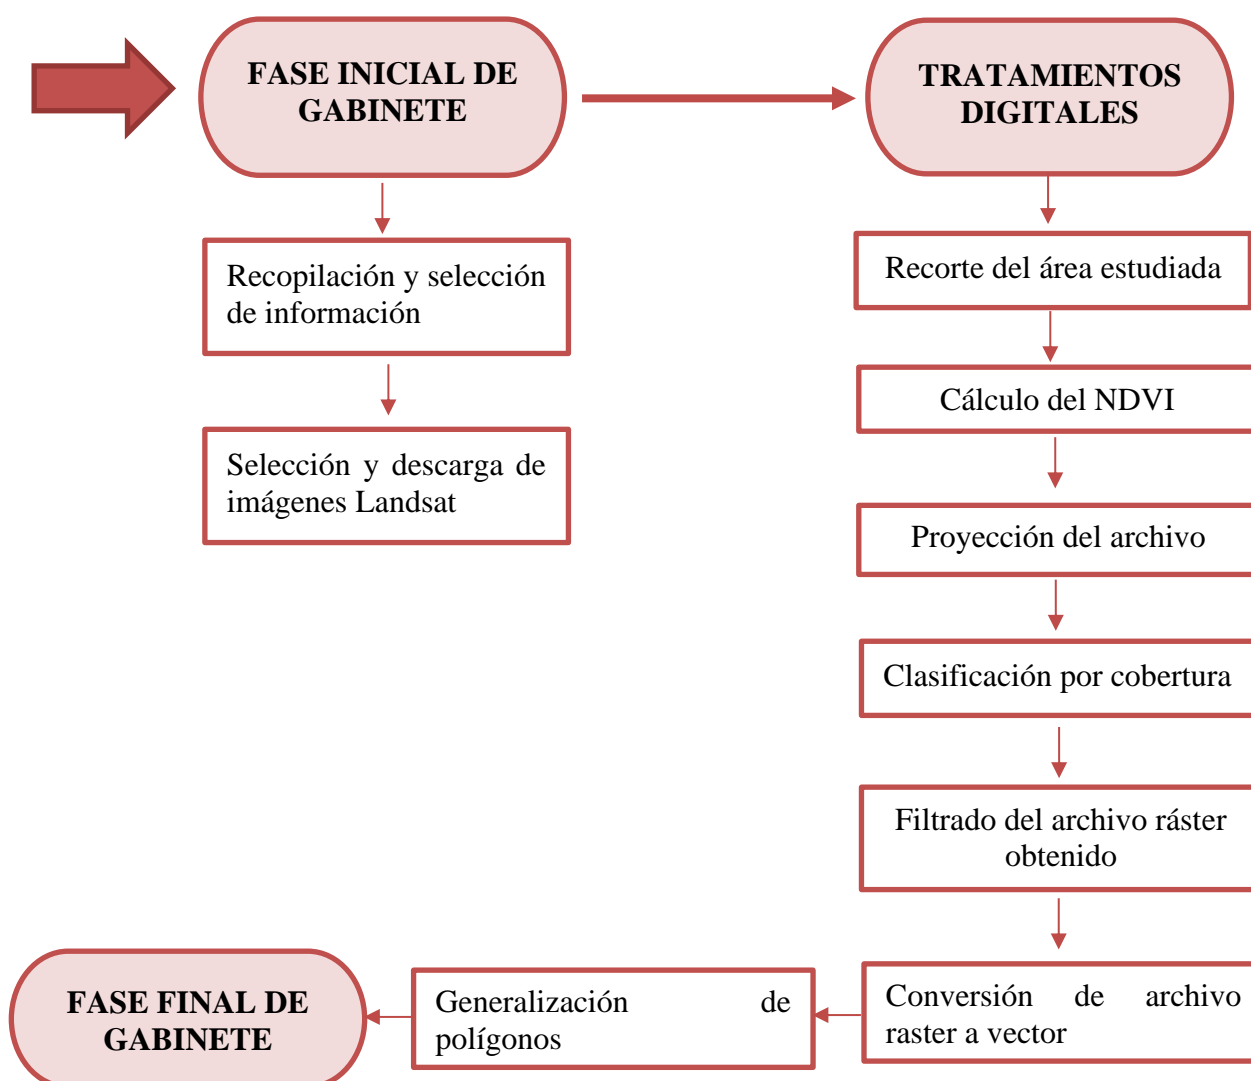 FASE INICIAL DE
GABINETE
Recopilación y selección
de información
Selección y descarga de
imágenes Landsat
TRATAMIENTOS
DIGITALES
Recorte del área estudiada
Cálculo del NDVI
Proyección del archivo
Clasificación por cobertura
Filtrado del archivo ráster
obtenido
Conversión de archivo
raster a vector
Generalización de
polígonos
FASE FINAL DE
GABINETE